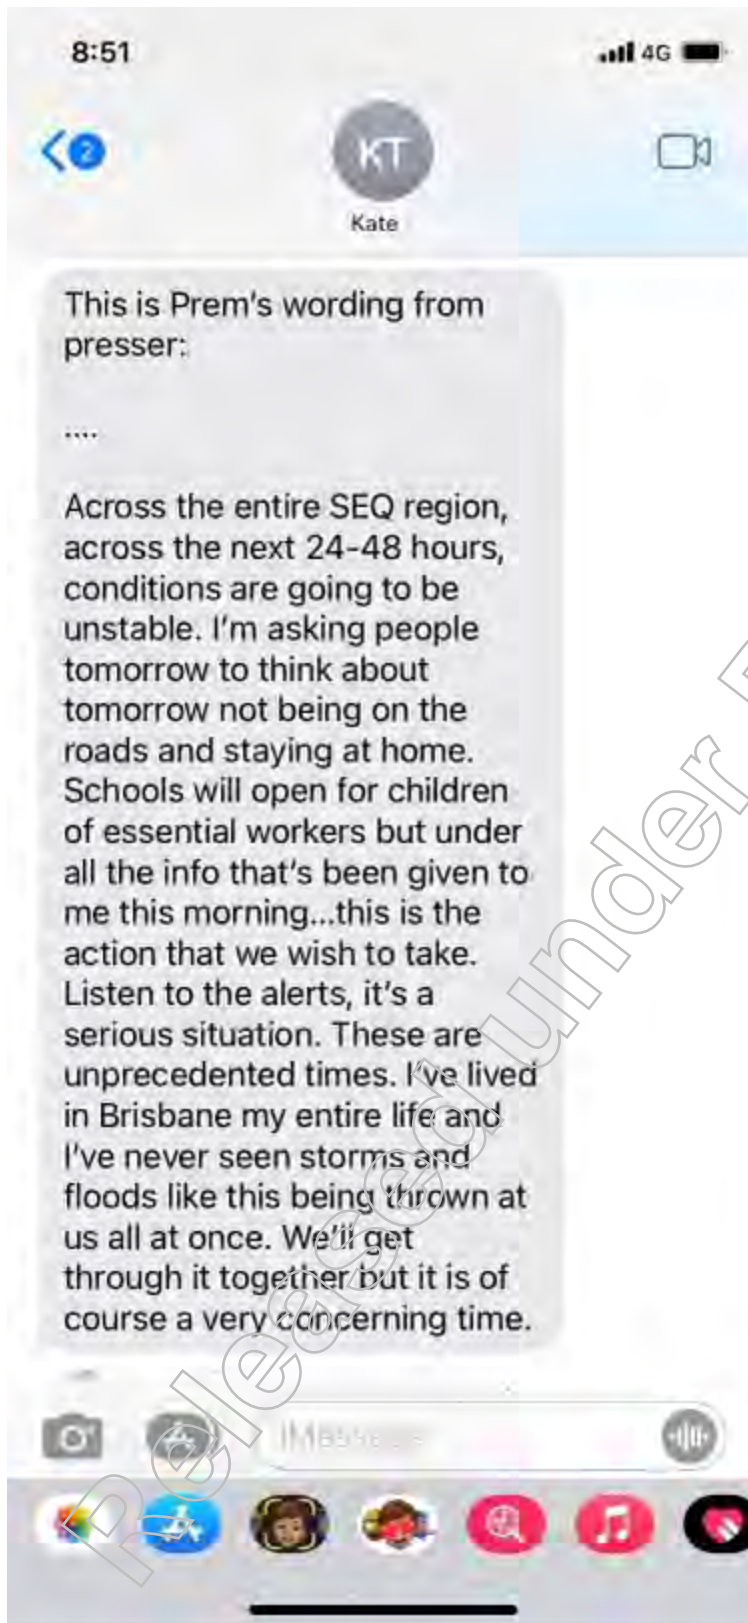 8:51
4G
2
KT
Kate
This is Prem's wording from
presser:
....
Across the entire SEQ region,
across the next 24-48 hours,
conditions are going to be
unstable. I'm asking people
tomorrow to think about
tomorrow not being on the
roads and staying at home.
Schools will open for children
of essential workers but under
all the info that's been given to
me this morning...this is the
action that we wish to take.
Listen to the alerts, it's a
serious situation. These are
unprecedented times. I've lived
in Brisbane my entire life and
I've never seen storms and
floods like this being thrown at
us all at once. We'll get
through it together but it is of
course a very concerning time.
iMessage
Released under